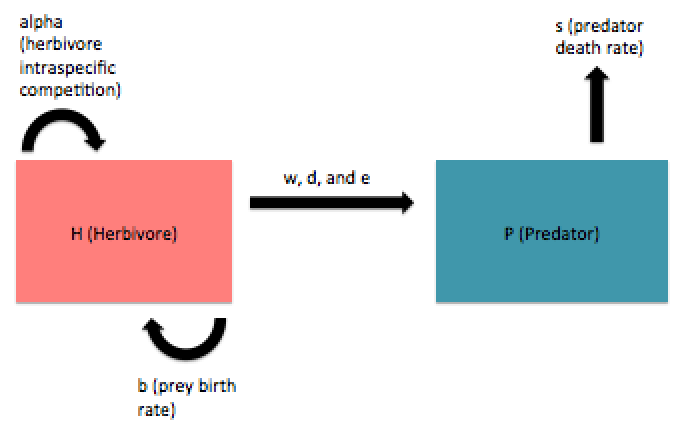 alpha
(herbivore
intraspecific
competition)
s (predator
death rate)
w, d, and e
H (Herbivore)
P (Predator)
b (prey birth
rate)